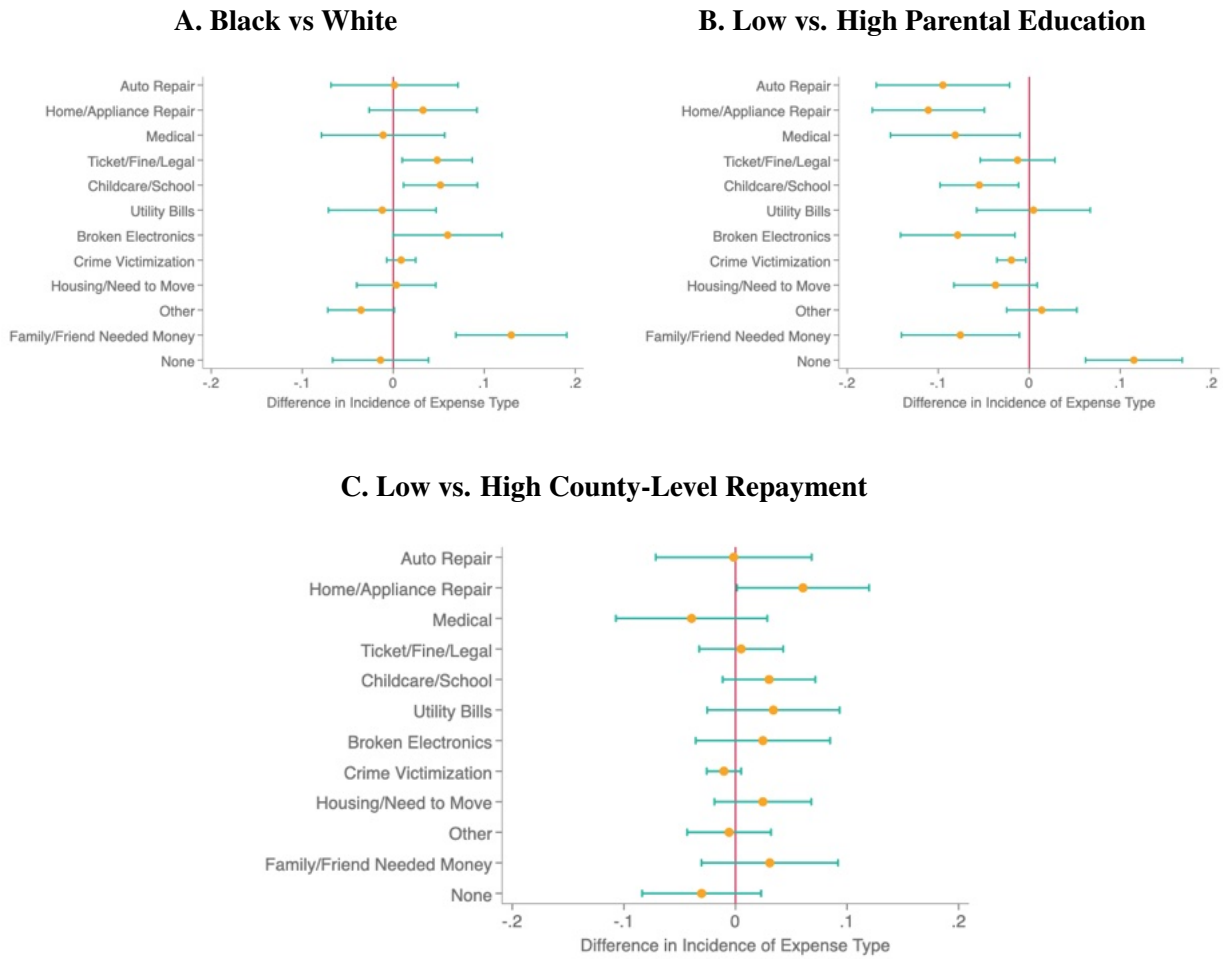 A. Black vs White
Auto Repair
Home/Appliance Repair
Medical
Ticket/Fine/Legal
Childcare/School
Utility Bills
Broken Electronics
Crime Victimization
Housing/Need to Move
Other
Family/Friend Needed Money
None
-.2 -.1 0 .1 .2
Difference in Incidence of Expense Type
B. Low vs. High Parental Education
Auto Repair
Home/Appliance Repair
Medical
Ticket/Fine/Legal
Childcare/School
Utility Bills
Broken Electronics
Crime Victimization
Housing/Need to Move
Other
Family/Friend Needed Money
None
-.2 -.1 0 .1 .2
Difference in Incidence of Expense Type
C. Low vs. High County-Level Repayment
Auto Repair
Home/Appliance Repair
Medical
Ticket/Fine/Legal
Childcare/School
Utility Bills
Broken Electronics
Crime Victimization
Housing/Need to Move
Other
Family/Friend Needed Money
None
-.2 -.1 0 .1 .2
Difference in Incidence of Expense Type